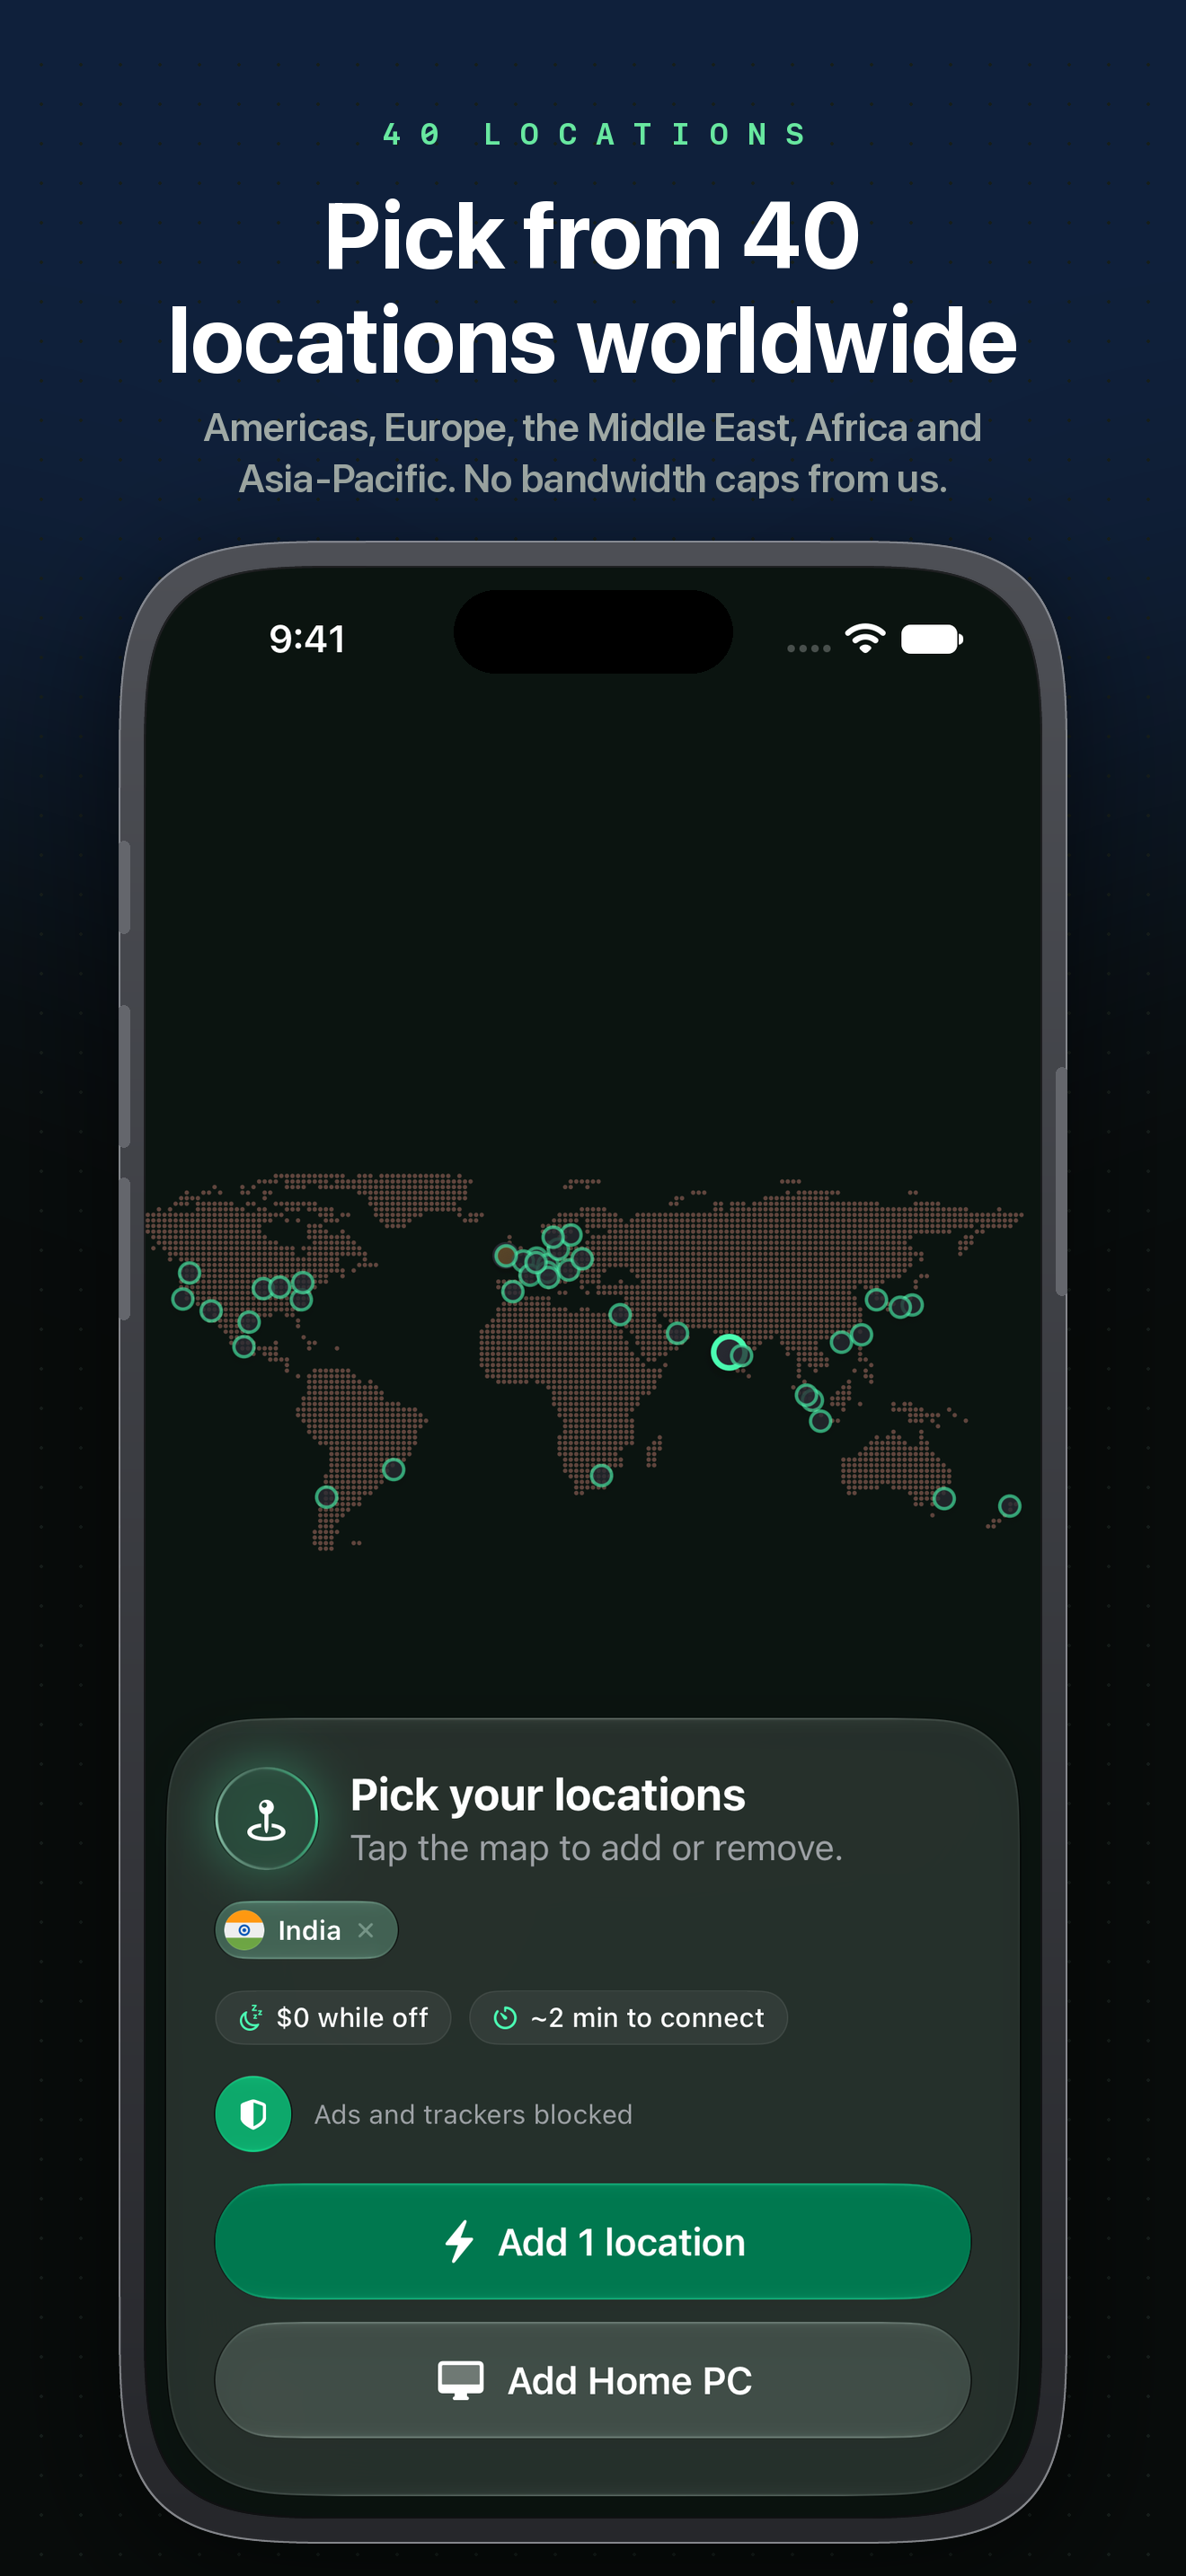 40 LOCATIONS
Pick from 40
locations worldwide
Americas, Europe, the Middle East, Africa and
Asia-Pacific. No bandwidth caps from us.
9:41
Pick your locations
Tap the map to add or remove.
India ×
$0 while off
~2 min to connect
Ads and trackers blocked
Add 1 location
Add Home PC